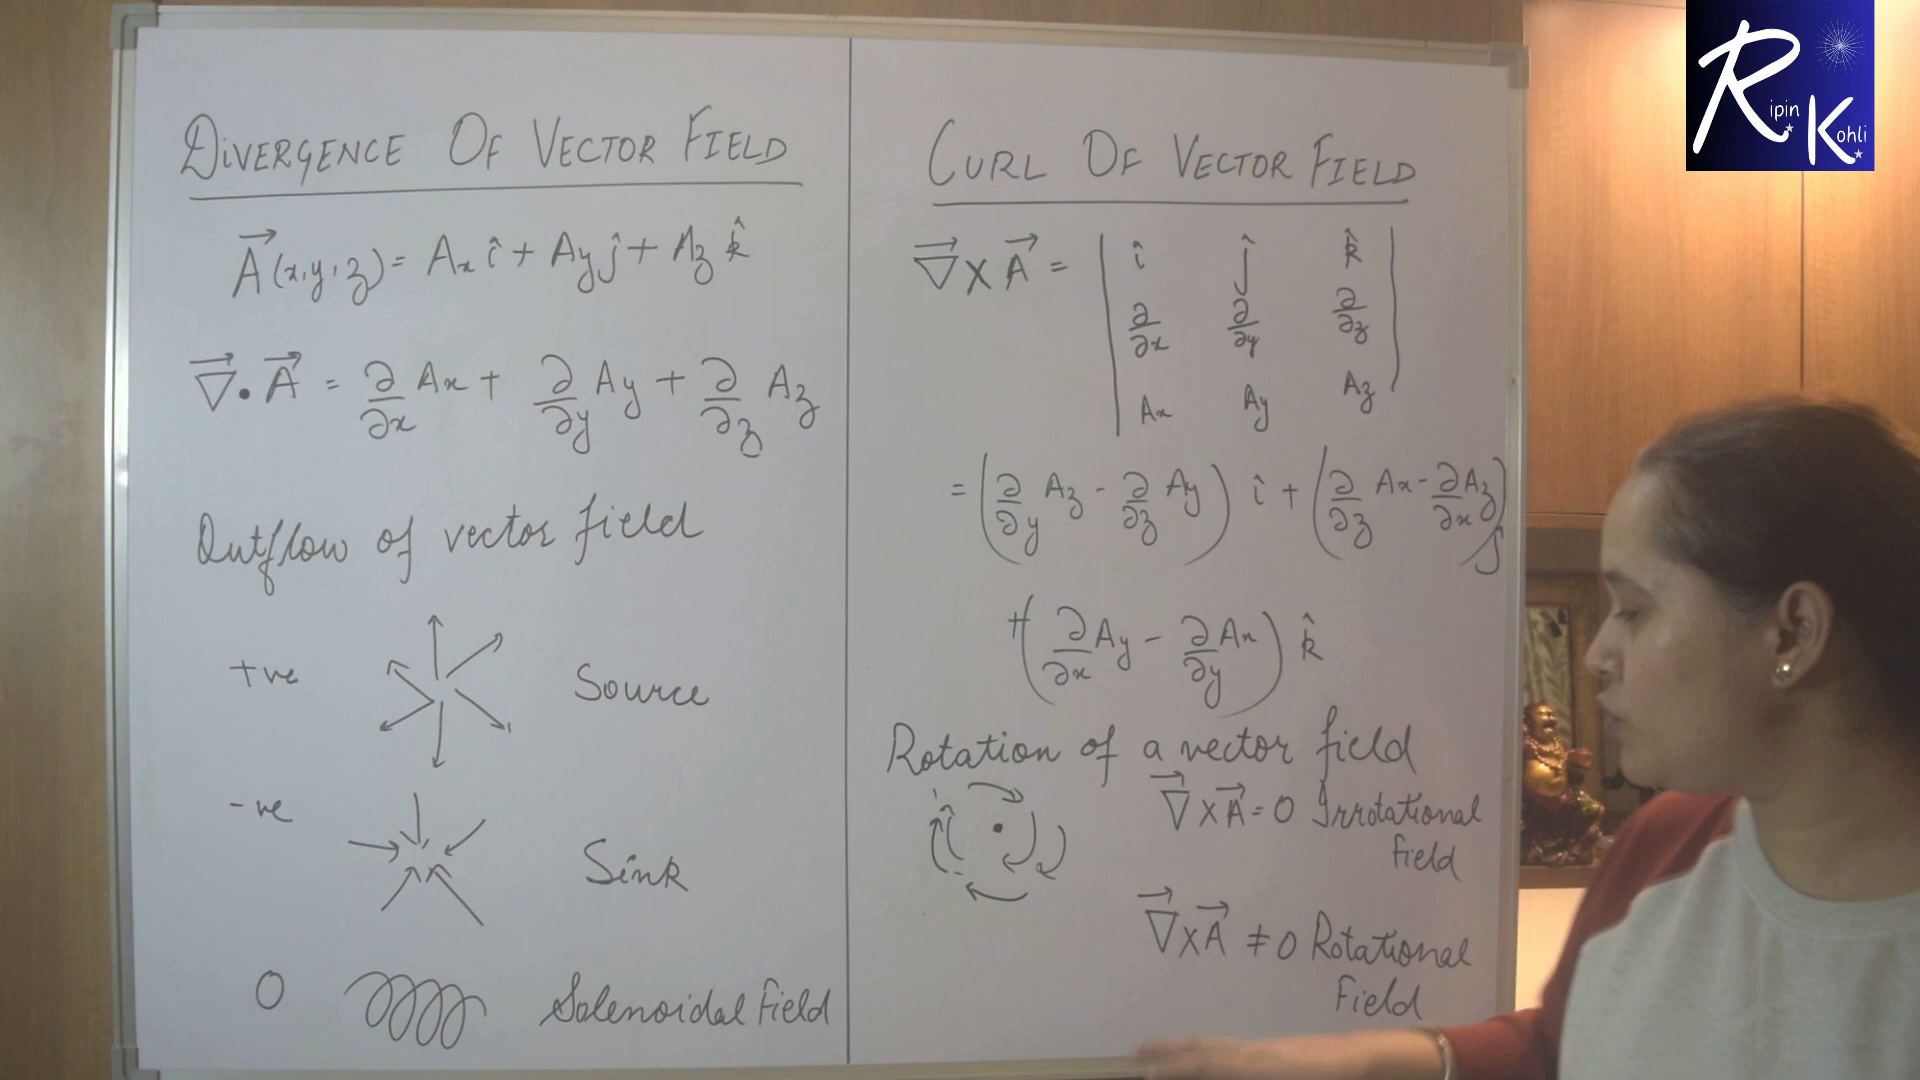 DIVERGENCE OF VECTOR FIELD
A⃗(x,y,z) = Ax î + Ay ĵ + Az k̂
∇⃗ • A⃗ = ∂/∂x Ax + ∂/∂y Ay + ∂/∂z Az
Outflow of vector field
+ve Source
-ve Sink
0 Solenoidal Field
CURL OF VECTOR FIELD
∇⃗ X A⃗ = | î ĵ k̂ |
| ∂/∂x ∂/∂y ∂/∂z |
| Ax Ay Az |
= (∂/∂y Az - ∂/∂z Ay) î + (∂/∂z Ax - ∂Az/∂x) ĵ
+ (∂/∂x Ay - ∂/∂y Ax) k̂
Rotation of a vector field
∇⃗ X A⃗ = 0 Irrotational
field
∇⃗ X A⃗ ≠ 0 Rotational
Field
Ripin
Kohli